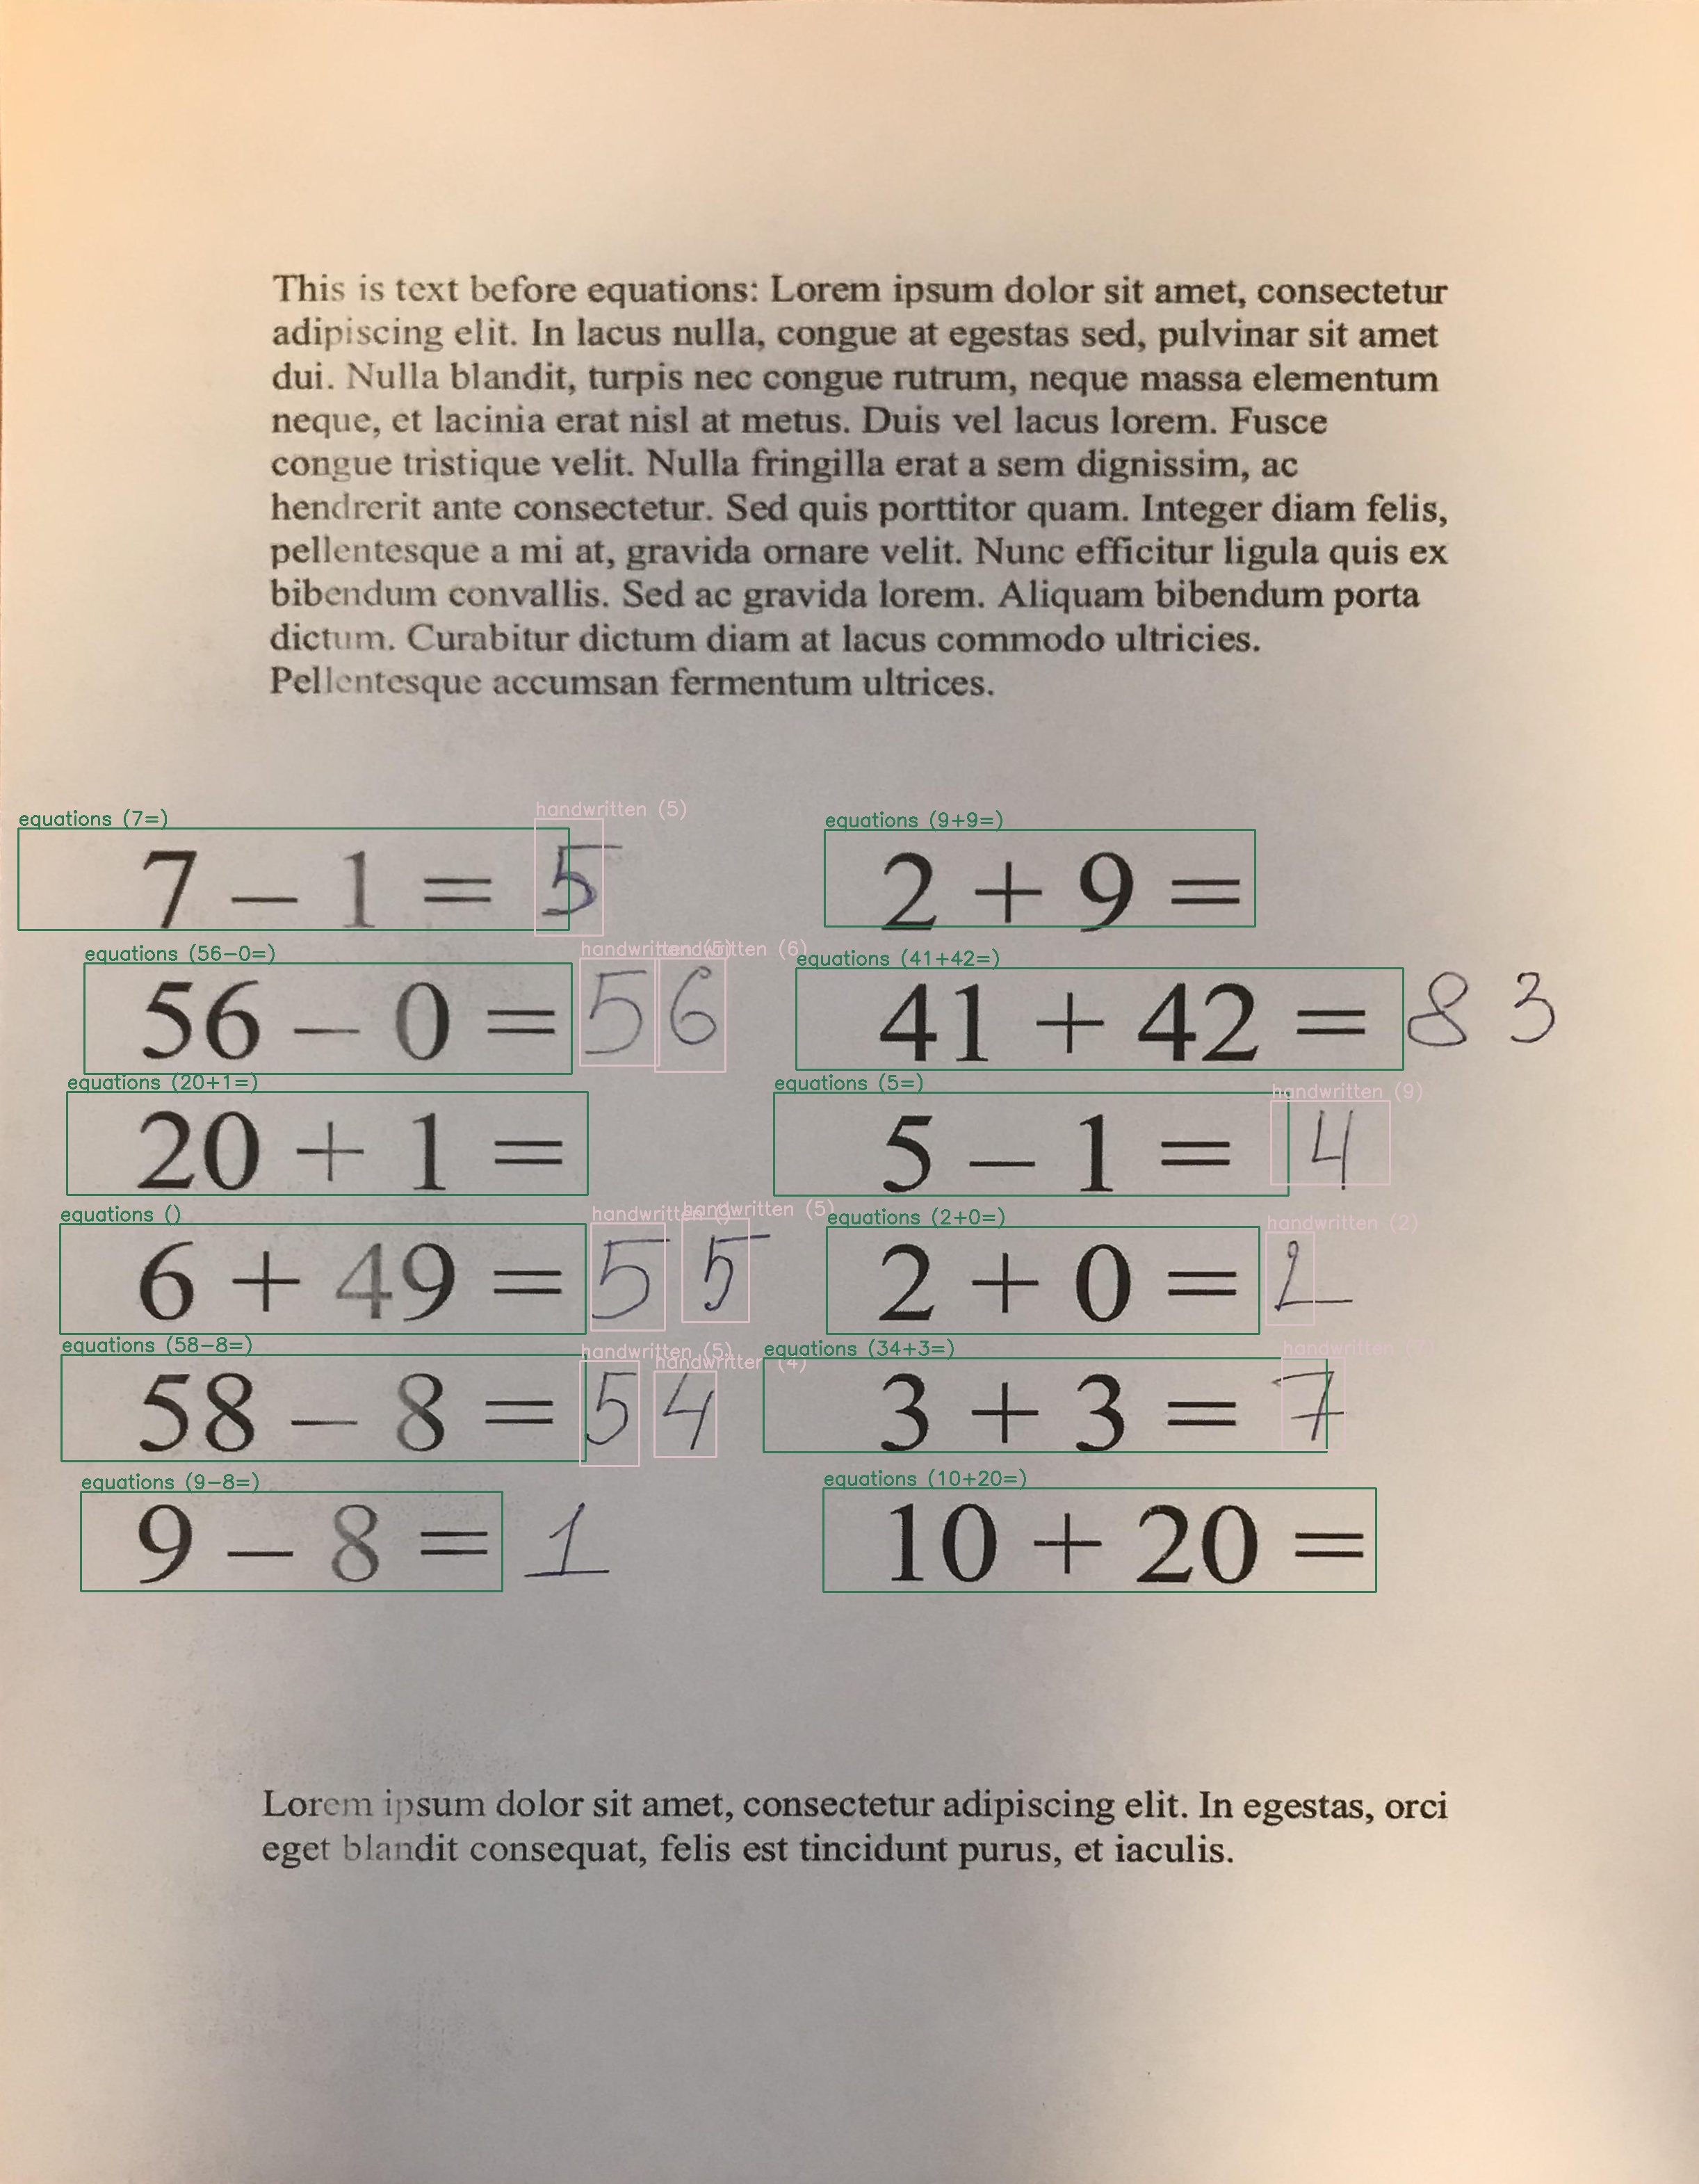 This is text before equations: Lorem ipsum dolor sit amet, consectetur
adipiscing elit. In lacus nulla, congue at egestas sed, pulvinar sit amet
dui. Nulla blandit, turpis nec congue rutrum, neque massa elementum
neque, et lacinia erat nisl at metus. Duis vel lacus lorem. Fusce
congue tristique velit. Nulla fringilla erat a sem dignissim, ac
hendrerit ante consectetur. Sed quis porttitor quam. Integer diam felis,
pellentesque a mi at, gravida ornare velit. Nunc efficitur ligula quis ex
bibendum convallis. Sed ac gravida lorem. Aliquam bibendum porta
dictum. Curabitur dictum diam at lacus commodo ultricies.
Pellentesque accumsan fermentum ultrices.
equations (7=) handwritten (5) equations (9+9=)
7 – 1 = 5 2 + 9 =
equations (56-0=) handwritten (5) handwritten (6) equations (41+42=)
56 – 0 = 56 41 + 42 = 83
equations (20+1=) equations (5=) handwritten (9)
20 + 1 = 5 – 1 = 4
equations () handwritten handwritten (5) equations (2+0=) handwritten (2)
6 + 49 = 55 2 + 0 = 2
equations (58-8=) handwritten (5) handwritten (4) equations (34+3=) handwritten
58 – 8 = 54 3 + 3 = 7
equations (9-8=) equations (10+20=)
9 – 8 = 1 10 + 20 =
Lorem ipsum dolor sit amet, consectetur adipiscing elit. In egestas, orci
eget blandit consequat, felis est tincidunt purus, et iaculis.